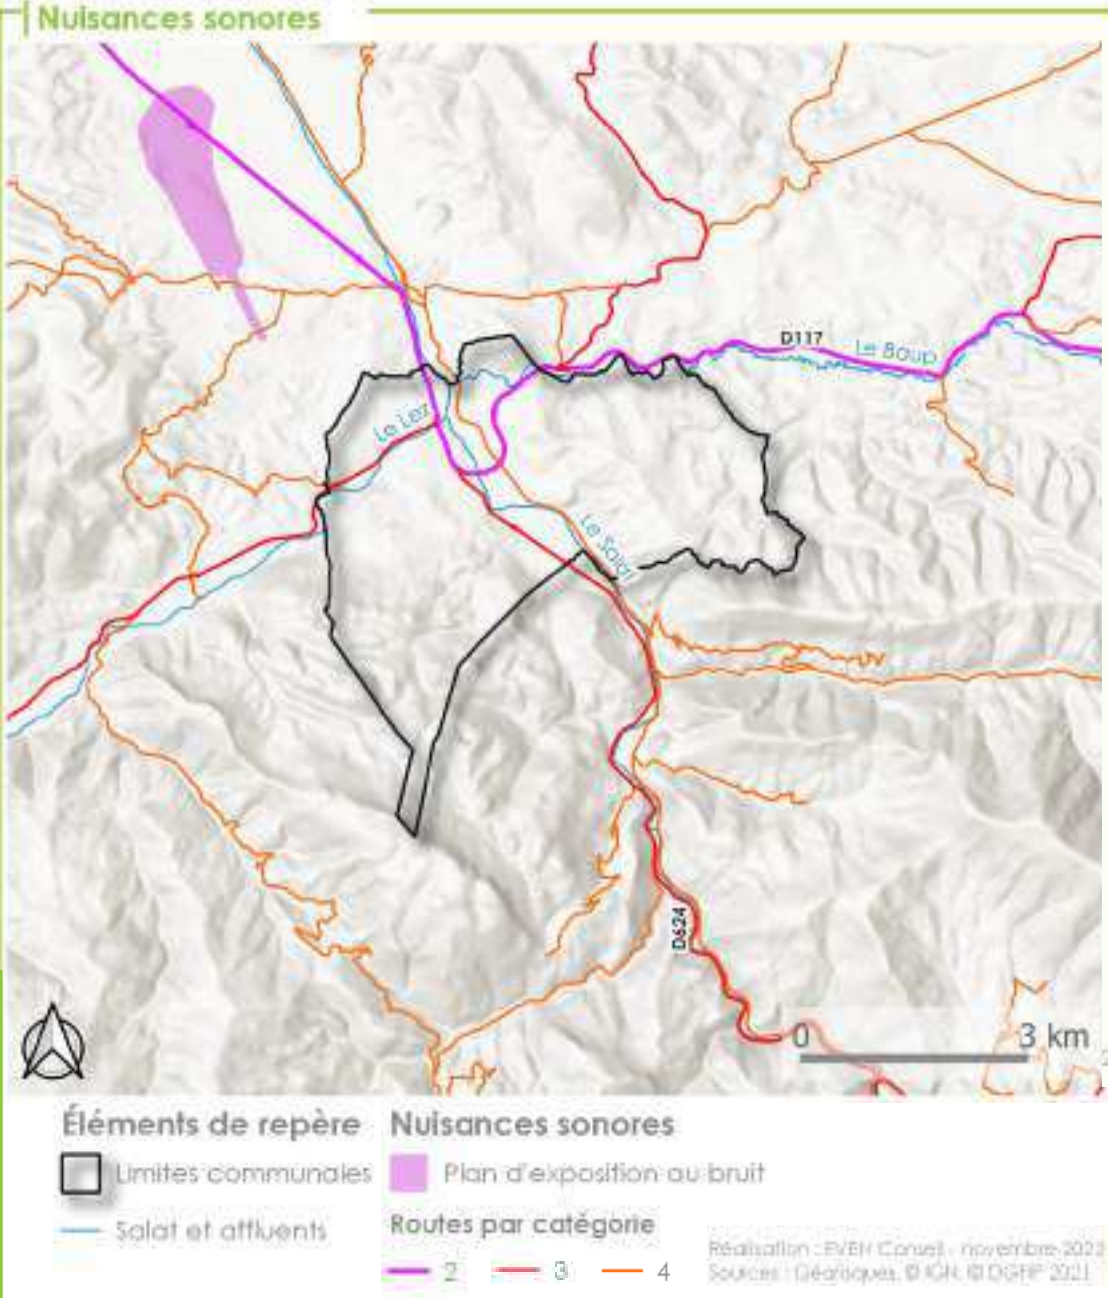 Nuisances sonores
D117
Le Baup
Le Lez
Le Salat
D624
0 3 km
Éléments de repère
Limites communales
Salat et affluents
Nuisances sonores
Plan d'exposition au bruit
Routes par catégorie
2 3 4
Réalisation : EVEN Conseil - novembre 2023
Sources : Géorisques, © IGN, © DGFIP 2021